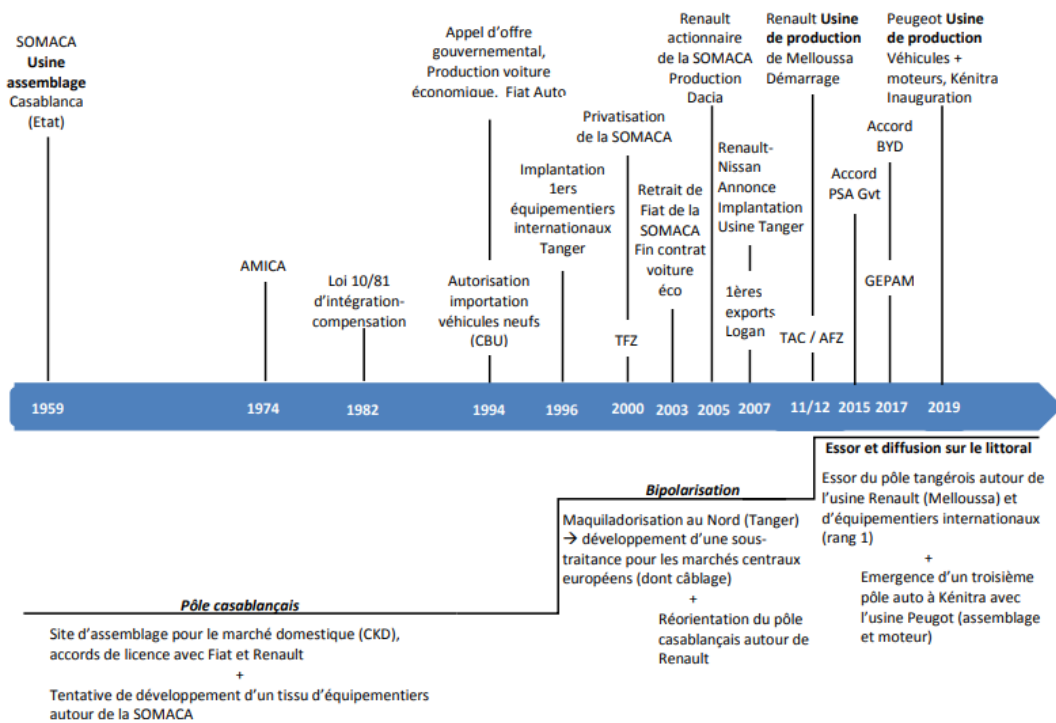 SOMACA
Usine
assemblage
Casablanca
(Etat)
AMICA
Loi 10/81
d’intégration-
compensation
Appel d’offre
gouvernemental,
Production voiture
économique. Fiat Auto
Autorisation
importation
véhicules neufs
(CBU)
Implantation
1ers
équipementiers
internationaux
Tanger
Privatisation
de la SOMACA
TFZ
Retrait de
Fiat de la
SOMACA
Fin contrat
voiture
éco
Renault
actionnaire
de la SOMACA
Production
Dacia
Renault-
Nissan
Annonce
Implantation
Usine Tanger
1ères
exports
Logan
Renault Usine
de production
de Melloussa
Démarrage
TAC / AFZ
Accord
PSA Gvt
Accord
BYD
GEPAM
Peugeot Usine
de production
Véhicules +
moteurs, Kénitra
Inauguration
1959 1974 1982 1994 1996 2000 2003 2005 2007 11/12 2015 2017 2019
Pôle casablançais
Site d’assemblage pour le marché domestique (CKD),
accords de licence avec Fiat et Renault
+
Tentative de développement d’un tissu d’équipementiers
autour de la SOMACA
Bipolarisation
Maquiladorisation au Nord (Tanger)
→ développement d’une sous-
traitance pour les marchés centraux
européens (dont câblage)
+
Réorientation du pôle
casablançais autour de
Renault
Essor et diffusion sur le littoral
Essor du pôle tangérois autour de
l’usine Renault (Melloussa) et
d’équipementiers internationaux
(rang 1)
+
Emergence d’un troisième
pôle auto à Kénitra avec
l’usine Peugot (assemblage
et moteur)